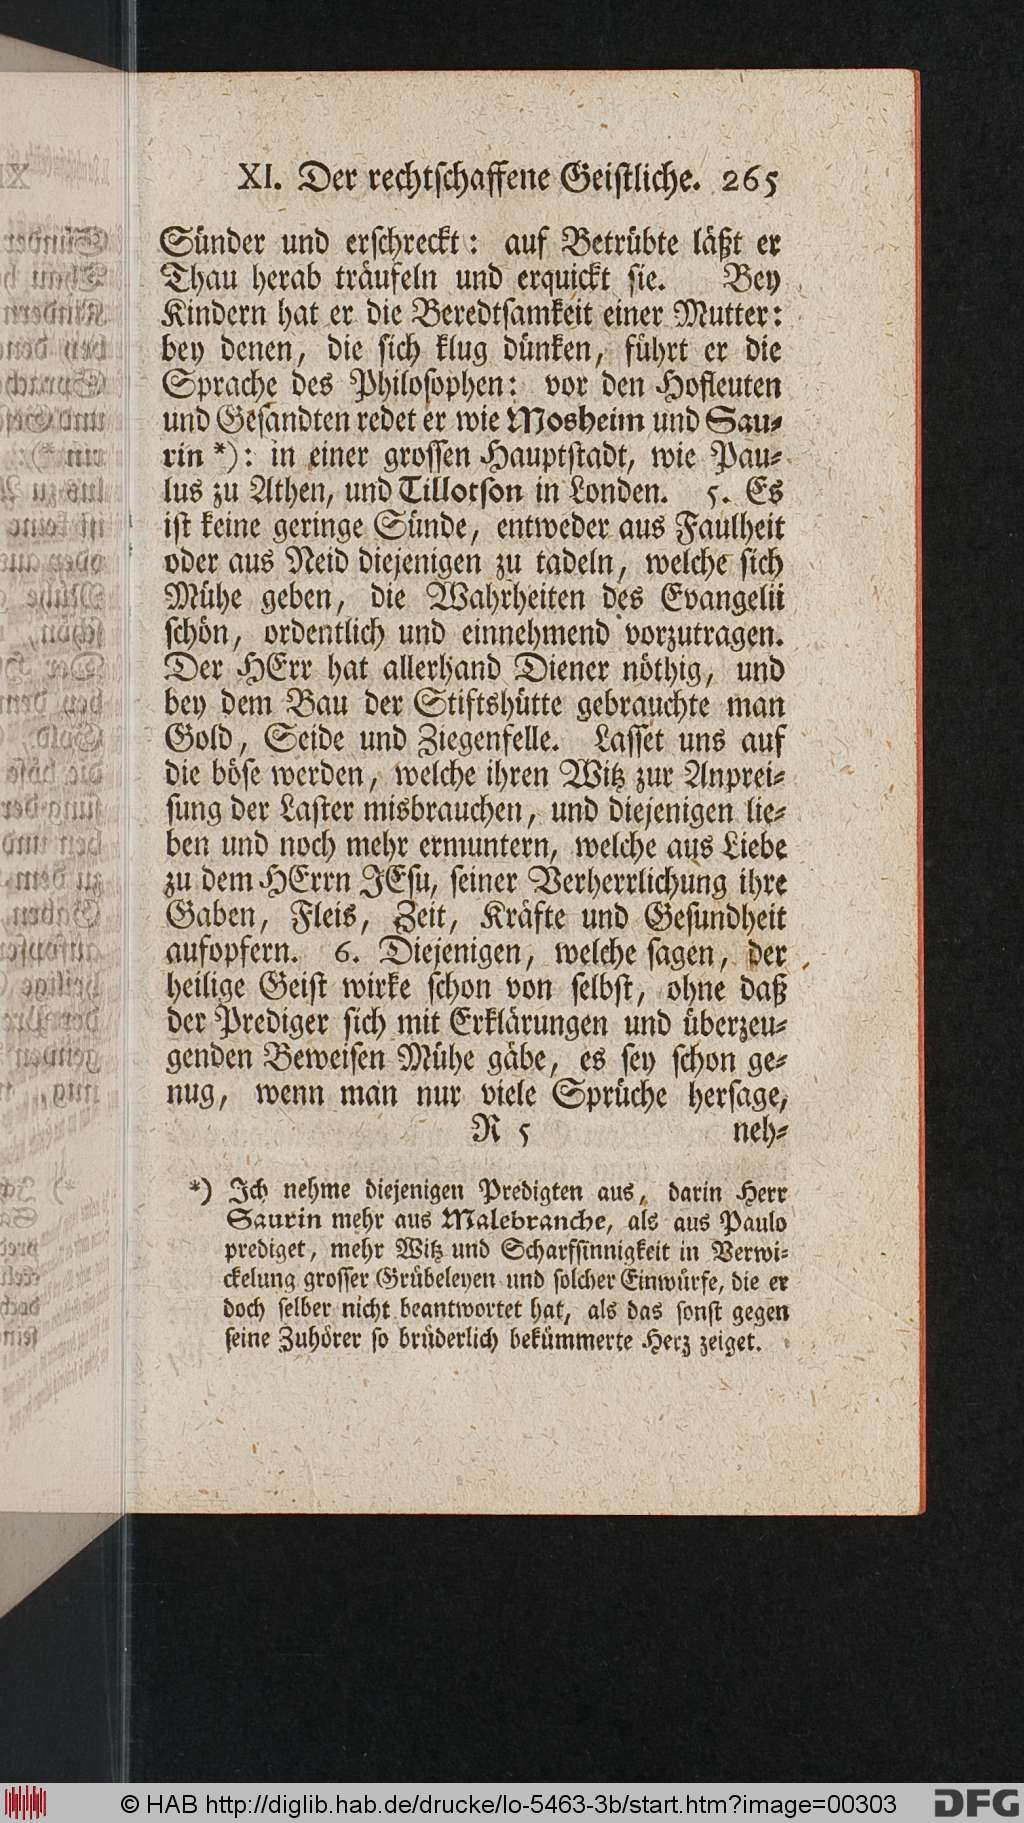 XI. Der rechtschaffene Geistliche. 265
Sünder und erschreckt: auf Betrübte läßt er
Thau herab träufeln und erquickt sie. Bey
Kindern hat er die Beredtsamkeit einer Mutter:
bey denen, die sich klug dünken, führt er die
Sprache des Philosophen: vor den Hofleuten
und Gesandten redet er wie Mosheim und Sau-
rin *): in einer grossen Hauptstadt, wie Pau-
lus zu Athen, und Tillotson in Londen. 5. Es
ist keine geringe Sünde, entweder aus Faulheit
oder aus Neid diejenigen zu tadeln, welche sich
Mühe geben, die Wahrheiten des Evangelii
schön, ordentlich und einnehmend vorzutragen.
Der HErr hat allerhand Diener nöthig, und
bey dem Bau der Stiftshütte gebrauchte man
Gold, Seide und Ziegenfelle. Lasset uns auf
die böse werden, welche ihren Witz zur Anprei-
sung der Laster misbrauchen, und diejenigen lie-
ben und noch mehr ermuntern, welche aus Liebe
zu dem HErrn JEsu, seiner Verherrlichung ihre
Gaben, Fleis, Zeit, Kräfte und Gesundheit
aufopfern. 6. Diejenigen, welche sagen, der
heilige Geist wirke schon von selbst, ohne daß
der Prediger sich mit Erklärungen und überzeu-
genden Beweisen Mühe gäbe, es sey schon ge-
nug, wenn man nur viele Sprüche hersage,
R 5 neh-
*) Ich nehme diejenigen Predigten aus, darin Herr
Saurin mehr aus Malebranche, als aus Paulo
prediget, mehr Witz und Scharfsinnigkeit in Verwi-
ckelung grosser Grübeleyen und solcher Einwürfe, die er
doch selber nicht beantwortet hat, als das sonst gegen
seine Zuhörer so brüderlich bekümmerte Herz zeiget.
© HAB http://diglib.hab.de/drucke/lo-5463-3b/start.htm?image=00303
DFG